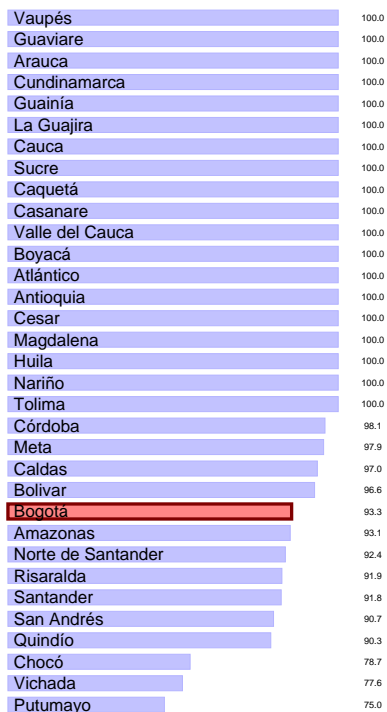 Vaupés 100.0
Guaviare 100.0
Arauca 100.0
Cundinamarca 100.0
Guainía 100.0
La Guajira 100.0
Cauca 100.0
Sucre 100.0
Caquetá 100.0
Casanare 100.0
Valle del Cauca 100.0
Boyacá 100.0
Atlántico 100.0
Antioquia 100.0
Cesar 100.0
Magdalena 100.0
Huila 100.0
Nariño 100.0
Tolima 100.0
Córdoba 98.1
Meta 97.9
Caldas 97.0
Bolivar 96.6
Bogotá 93.3
Amazonas 93.1
Norte de Santander 92.4
Risaralda 91.9
Santander 91.8
San Andrés 90.7
Quindío 90.3
Chocó 78.7
Vichada 77.6
Putumayo 75.0